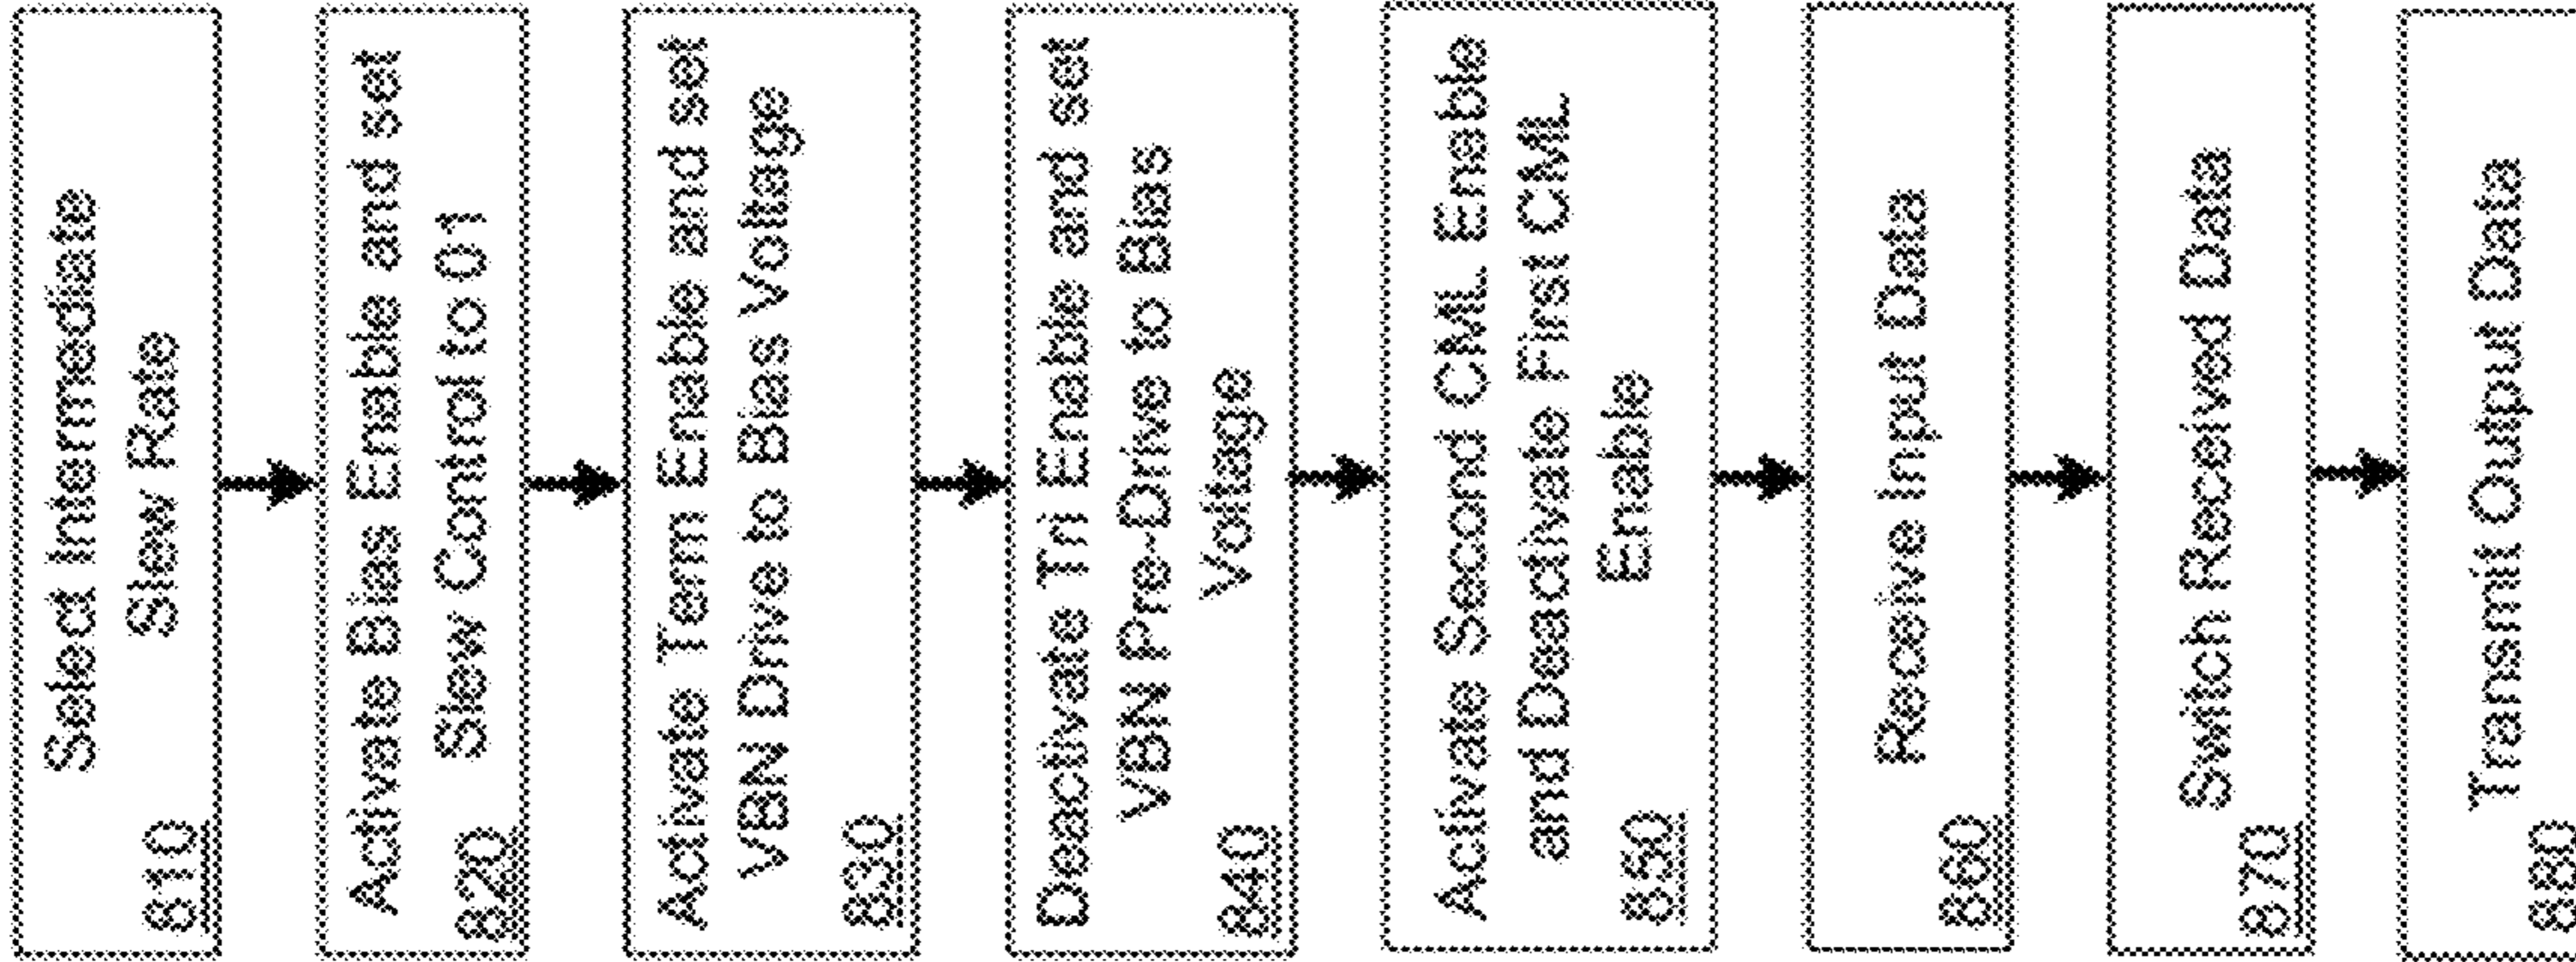 Select Intermediate
Slew Rate
810
Activate Bias Enable and set
Slew Control to 01
820
Activate Term Enable and set
VBN Drive to Bias Voltage
830
Deactivate Tri Enable and set
VBN Pre-Drive to Bias
Voltage
840
Activate Second CML Enable
and Deactivate First CML
Enable
850
Receive Input Data
860
Switch Received Data
870
Transmit Output Data
880